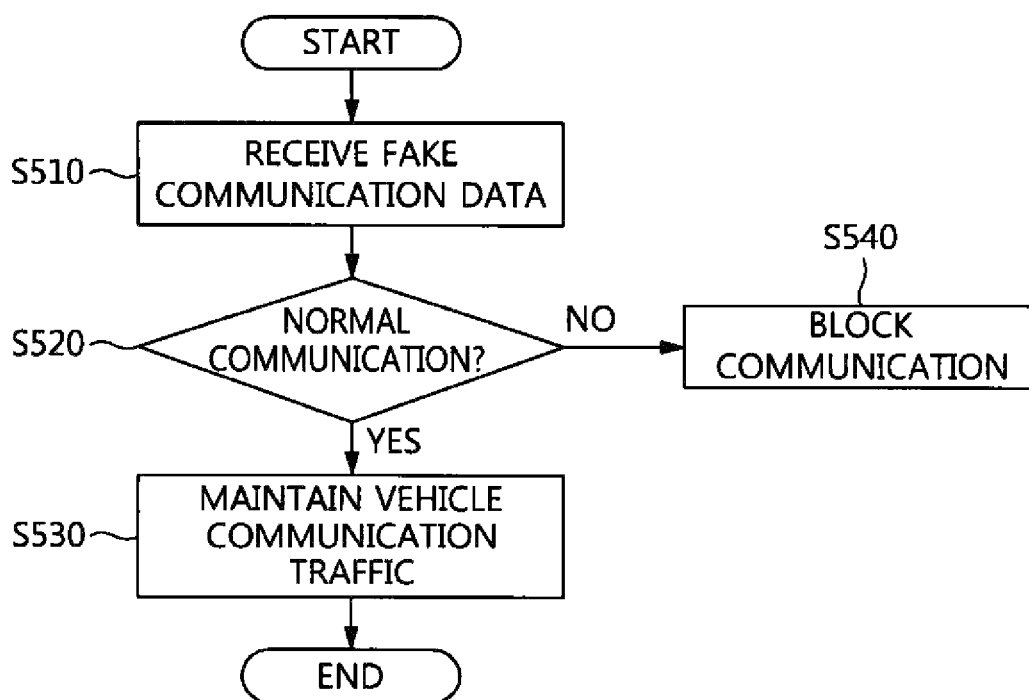 START
S510
RECEIVE FAKE
COMMUNICATION DATA
S520
NORMAL
COMMUNICATION?
NO
S540
BLOCK
COMMUNICATION
YES
S530
MAINTAIN VEHICLE
COMMUNICATION
TRAFFIC
END